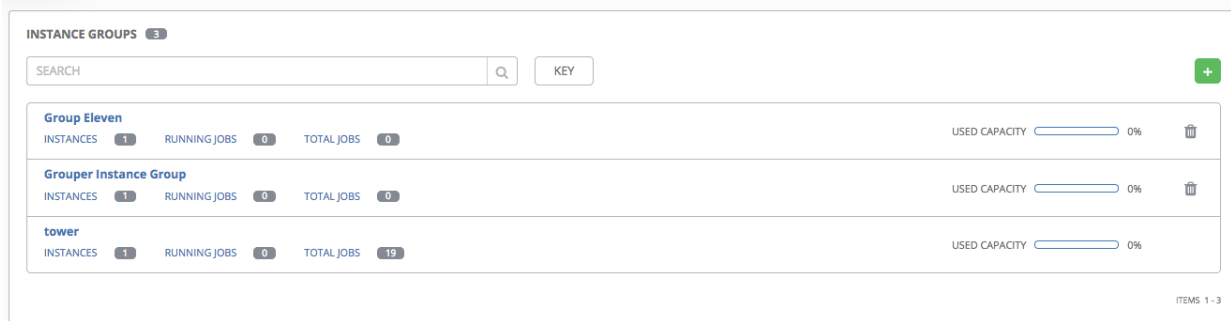 INSTANCE GROUPS 3
SEARCH KEY +
Group Eleven
INSTANCES 1 RUNNING JOBS 0 TOTAL JOBS 0 USED CAPACITY 0%
Grouper Instance Group
INSTANCES 1 RUNNING JOBS 0 TOTAL JOBS 0 USED CAPACITY 0%
tower
INSTANCES 1 RUNNING JOBS 0 TOTAL JOBS 19 USED CAPACITY 0%
ITEMS 1 - 3